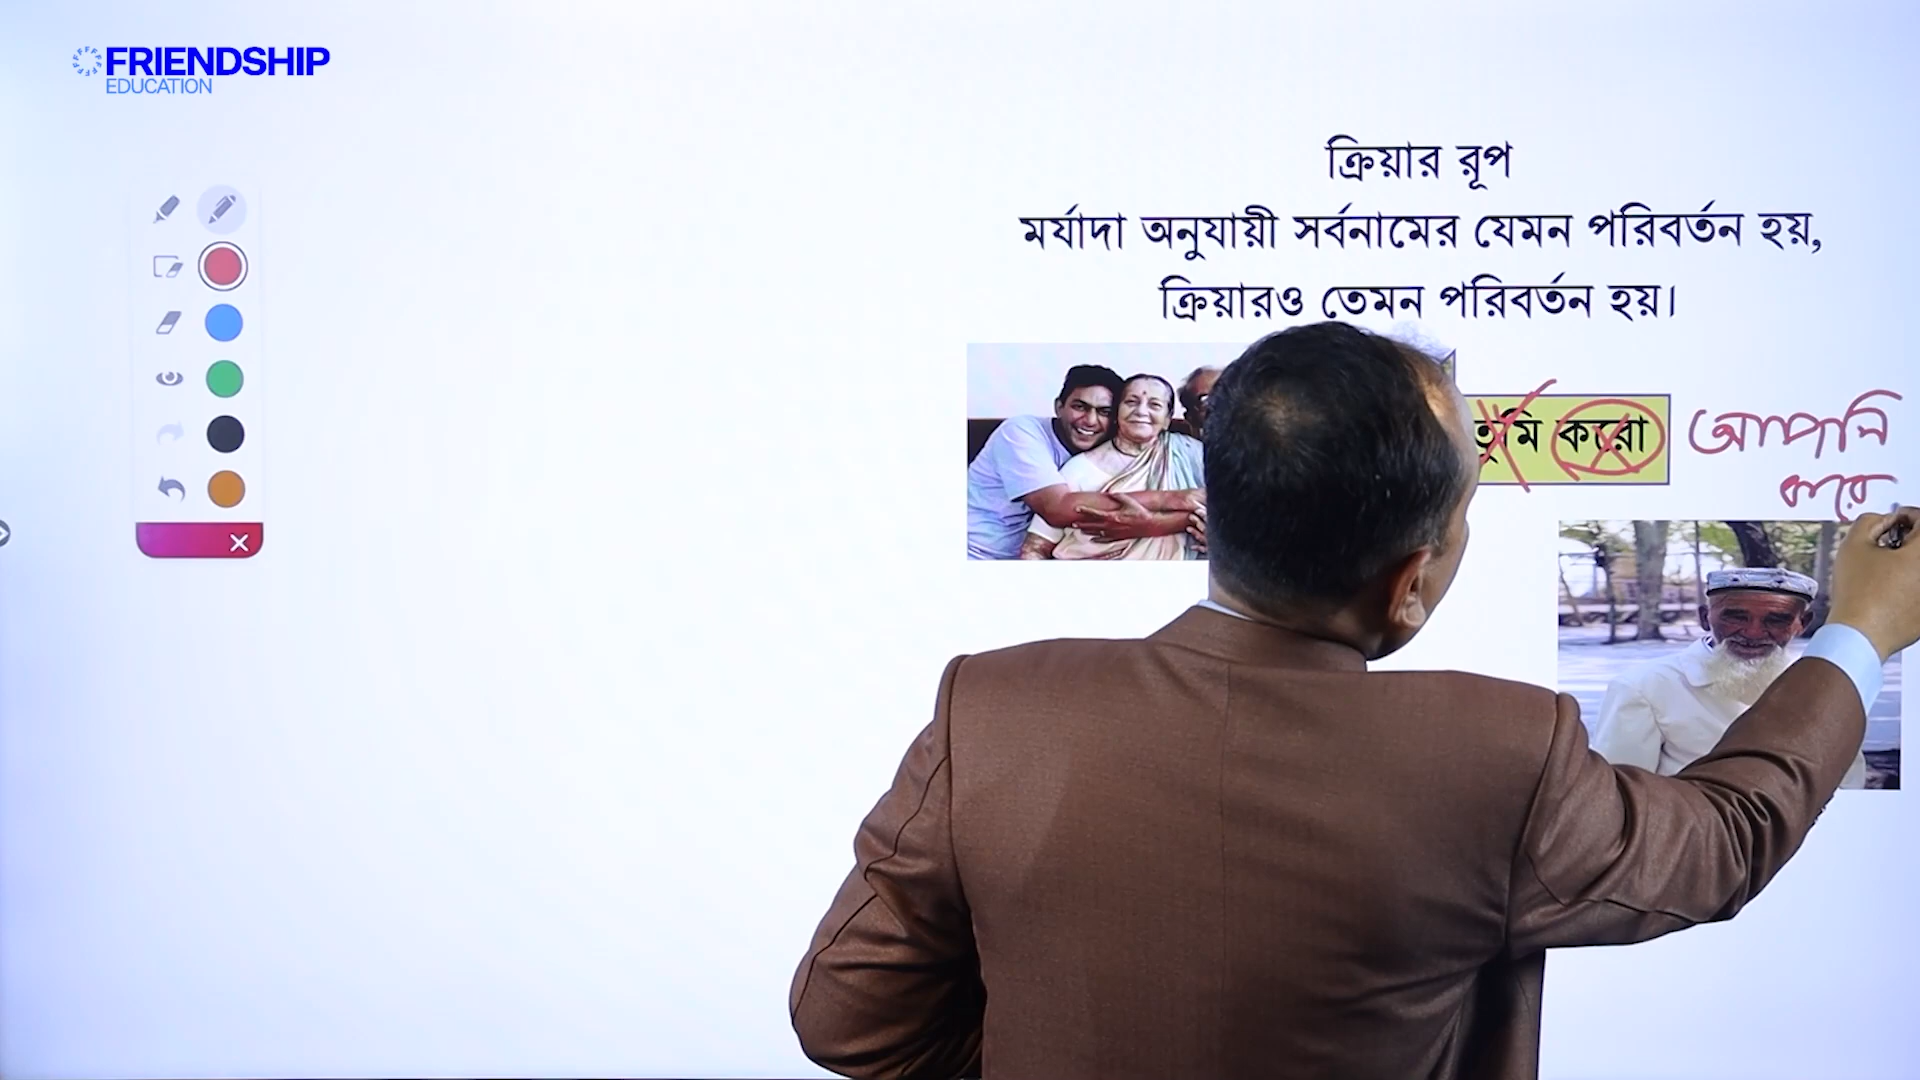 FRIENDSHIP
EDUCATION
ক্রিয়ার রূপ
মর্যাদা অনুযায়ী সর্বনামের যেমন পরিবর্তন হয়,
ক্রিয়ারও তেমন পরিবর্তন হয়।
তুমি করো
আপনি
করে